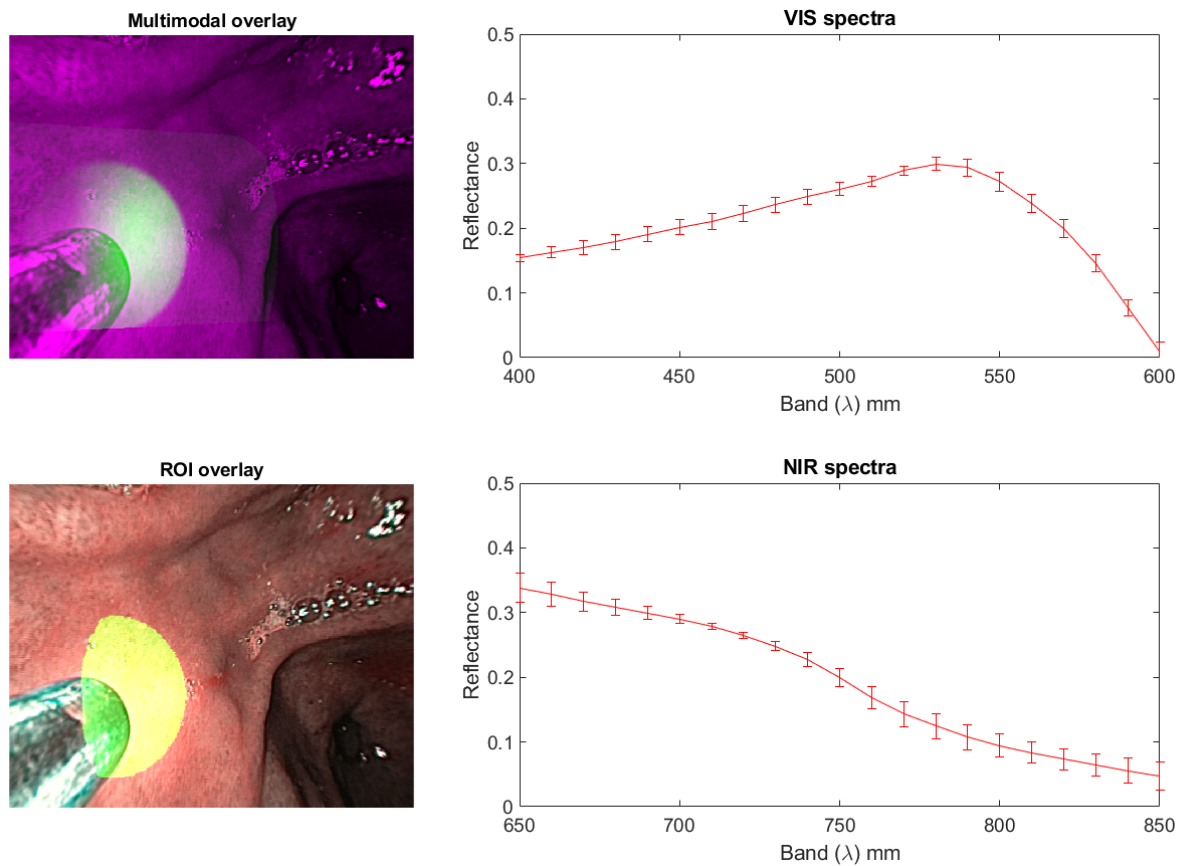 Multimodal overlay
VIS spectra
0.5
0.4
0.3
0.2
0.1
0
Reflectance
400
450
500
550
600
Band (λ) mm
ROI overlay
NIR spectra
0.5
0.4
0.3
0.2
0.1
0
Reflectance
650
700
750
800
850
Band (λ) mm